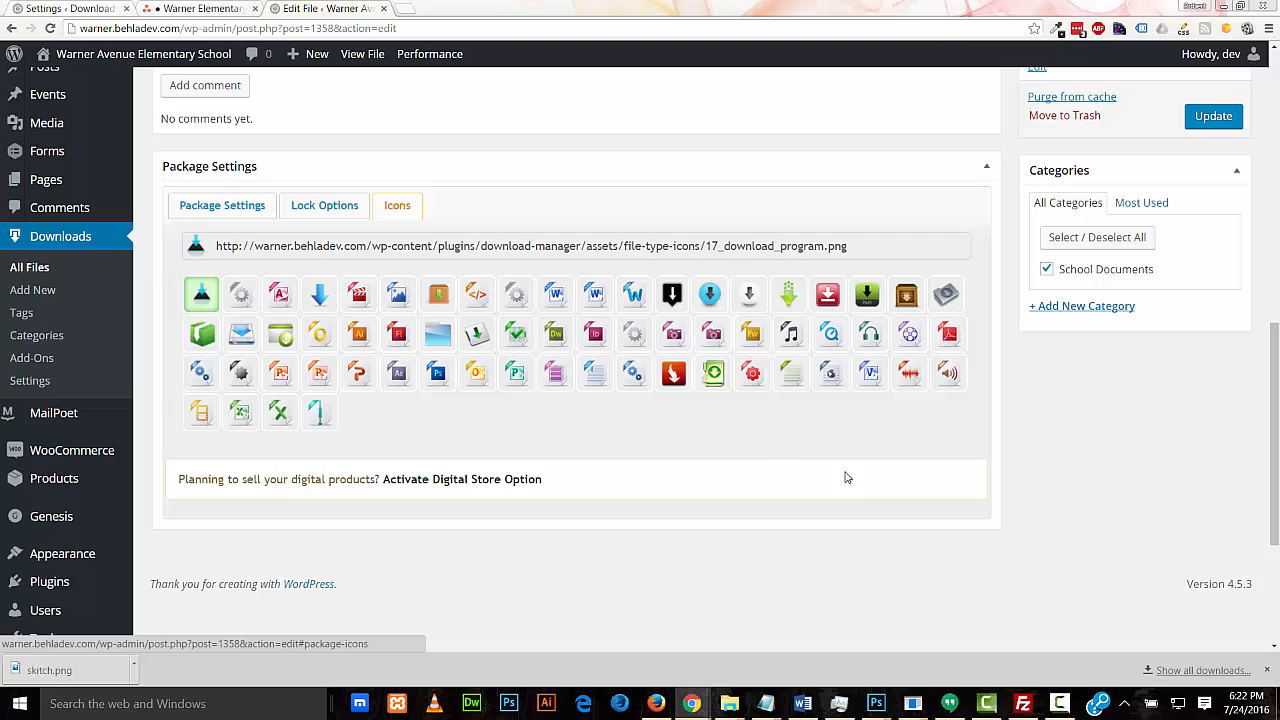 Settings ‹ Download
• Warner Elementary
Edit File ‹ Warner Ave
Robert
warner.behladev.com/wp-admin/post.php?post=1358&action=edit
Warner Avenue Elementary School 0 New View File Performance Howdy, dev
Posts
Events
Media
Forms
Pages
Comments
Downloads
All Files
Add New
Tags
Categories
Add-Ons
Settings
MailPoet
WooCommerce
Products
Genesis
Appearance
Plugins
Users
Add comment
No comments yet.
Package Settings
Package Settings Lock Options Icons
http://warner.behladev.com/wp-content/plugins/download-manager/assets/file-type-icons/17_download_program.png
Planning to sell your digital products? Activate Digital Store Option
Edit
Purge from cache
Move to Trash
Update
Categories
All Categories Most Used
Select / Deselect All
School Documents
+ Add New Category
Thank you for creating with WordPress.
Version 4.5.3
warner.behladev.com/wp-admin/post.php?post=1358&action=edit#package-icons
skitch.png
Show all downloads...
Search the web and Windows
6:22 PM
7/24/2016